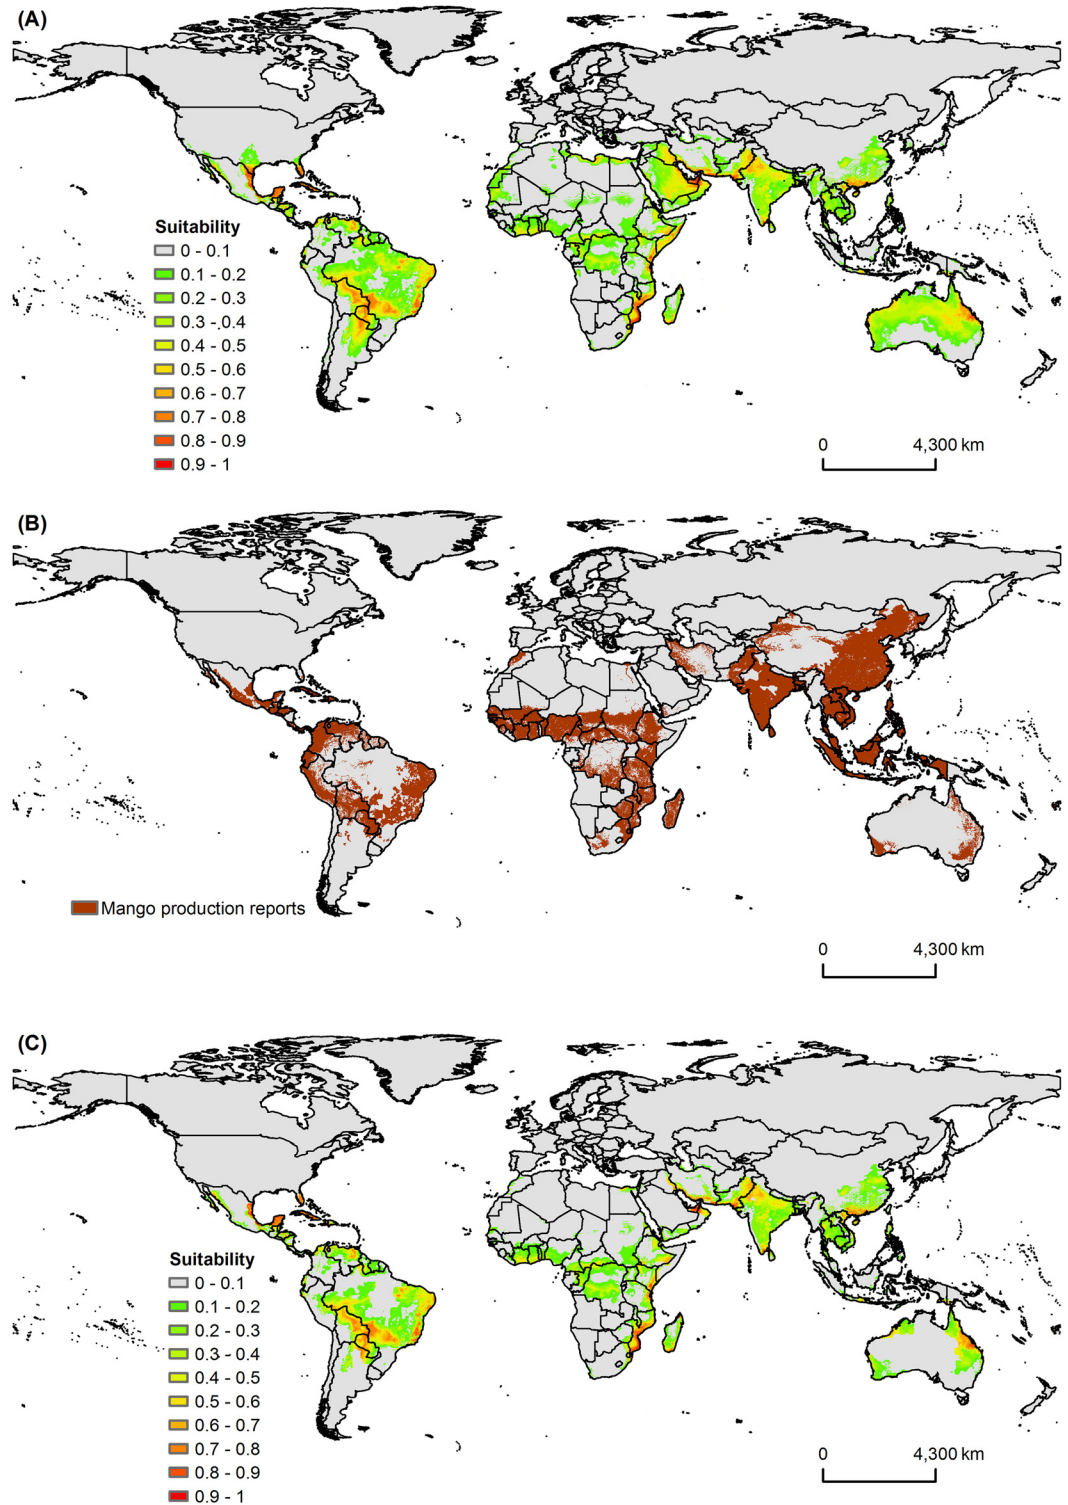 (A)
Suitability
0 - 0.1
0.1 - 0.2
0.2 - 0.3
0.3 - 0.4
0.4 - 0.5
0.5 - 0.6
0.6 - 0.7
0.7 - 0.8
0.8 - 0.9
0.9 - 1
0 4,300 km
(B)
Mango production reports
0 4,300 km
(C)
Suitability
0 - 0.1
0.1 - 0.2
0.2 - 0.3
0.3 - 0.4
0.4 - 0.5
0.5 - 0.6
0.6 - 0.7
0.7 - 0.8
0.8 - 0.9
0.9 - 1
0 4,300 km